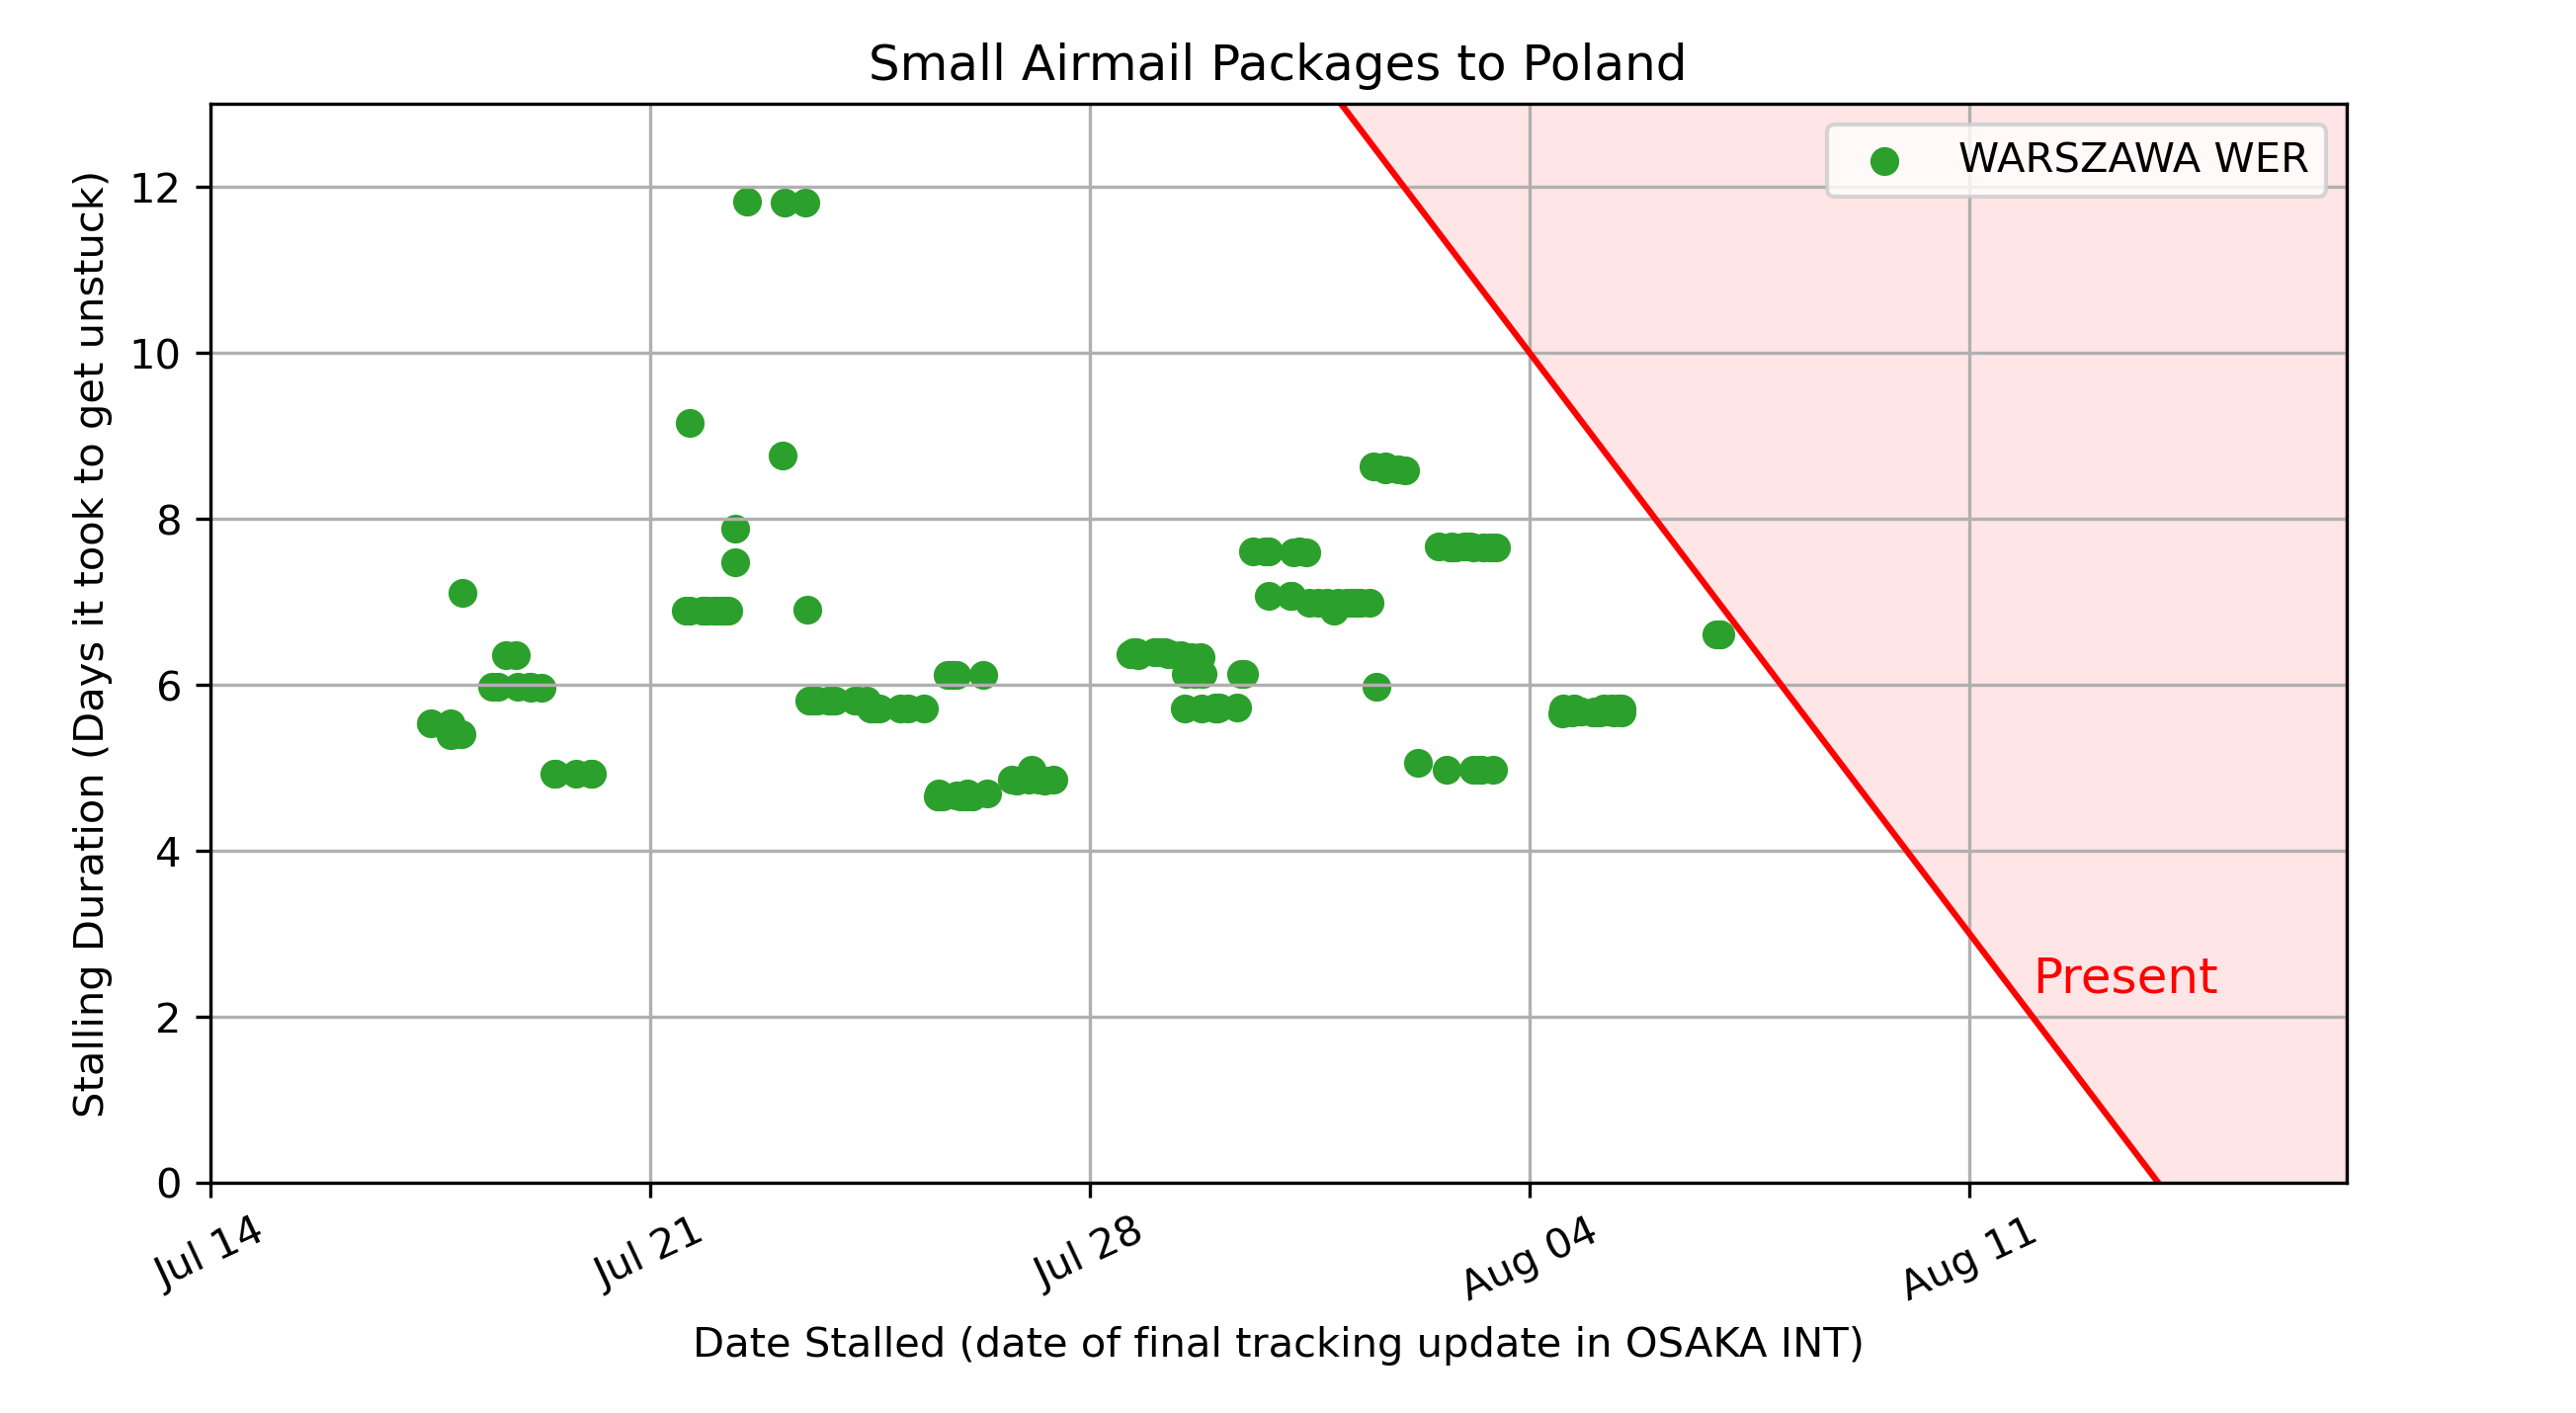 Small Airmail Packages to Poland
WARSZAWA WER
Stalling Duration (Days it took to get unstuck)
12
10
8
6
4
2
0
Present
Jul 14
Jul 21
Jul 28
Aug 04
Aug 11
Date Stalled (date of final tracking update in OSAKA INT)